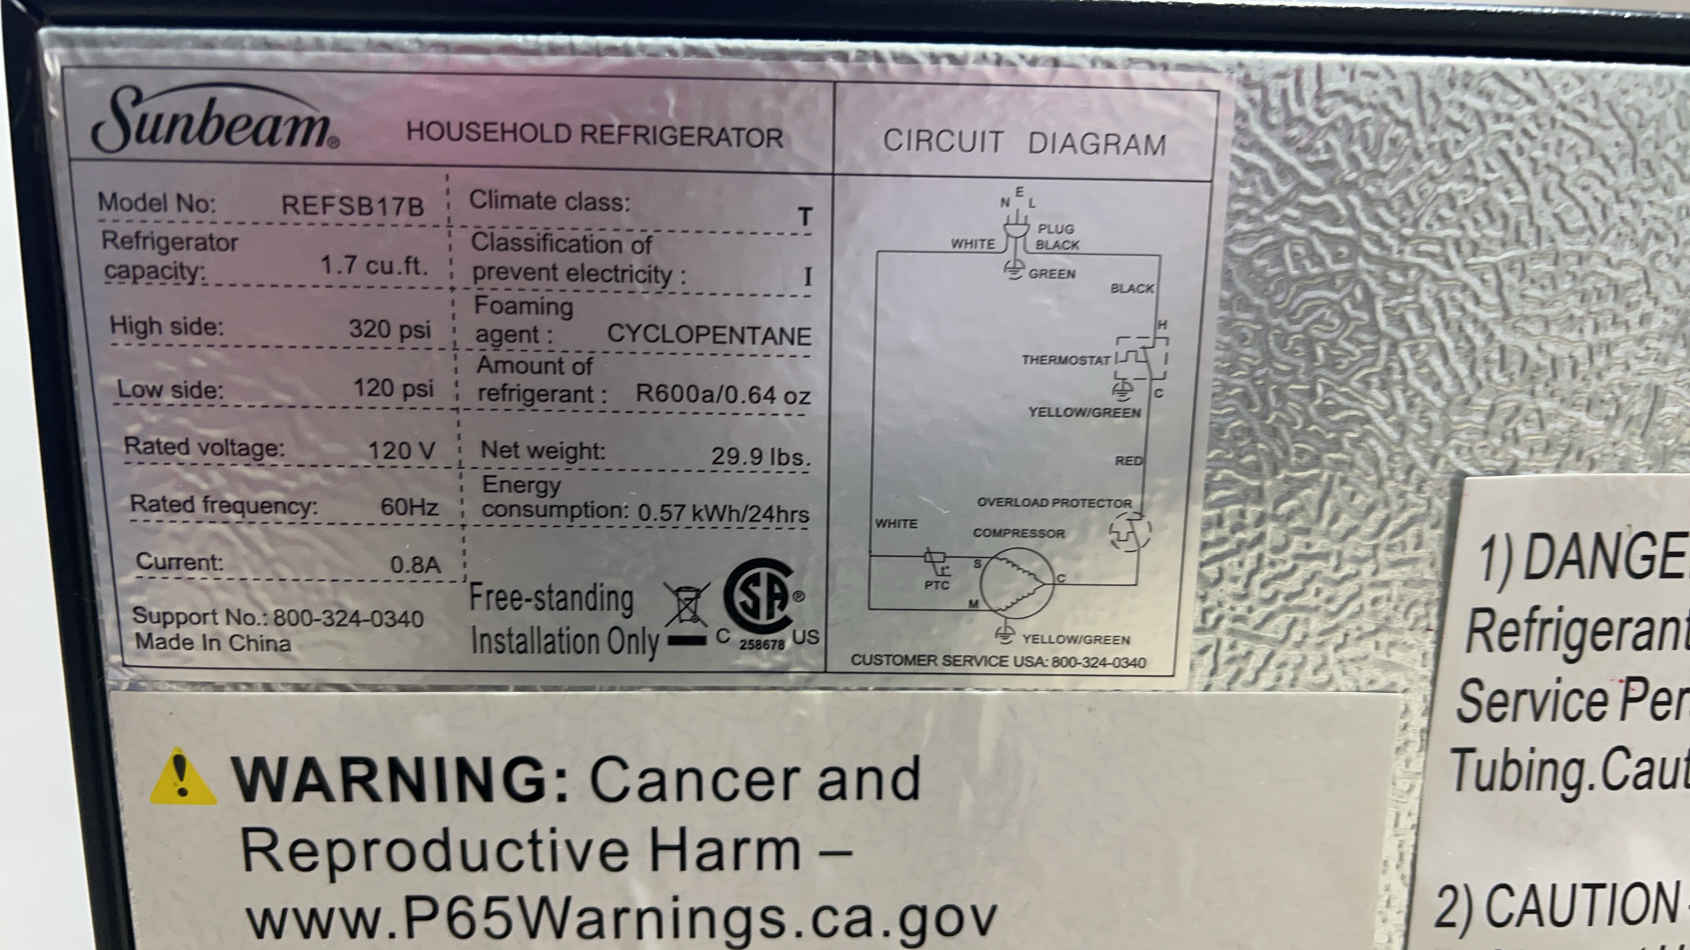 Sunbeam® HOUSEHOLD REFRIGERATOR
Model No: REFSB17B
Refrigerator
capacity: 1.7 cu.ft.
High side: 320 psi
Low side: 120 psi
Rated voltage: 120 V
Rated frequency: 60Hz
Current: 0.8A
Support No.: 800-324-0340
Made In China
Climate class: T
Classification of
prevent electricity : I
Foaming
agent : CYCLOPENTANE
Amount of
refrigerant : R600a/0.64 oz
Net weight: 29.9 lbs.
Energy
consumption: 0.57 kWh/24hrs
Free-standing
Installation Only
SA ®
C 258678 US
CIRCUIT DIAGRAM
E
N L
PLUG
WHITE BLACK
GREEN
BLACK
H
THERMOSTAT
C
YELLOW/GREEN
RED
OVERLOAD PROTECTOR
WHITE
COMPRESSOR
S
PTC
C
M
YELLOW/GREEN
CUSTOMER SERVICE USA: 800-324-0340
WARNING: Cancer and
Reproductive Harm –
www.P65Warnings.ca.gov
1) DANGE
Refrigerant
Service Per
Tubing.Caut
2) CAUTION